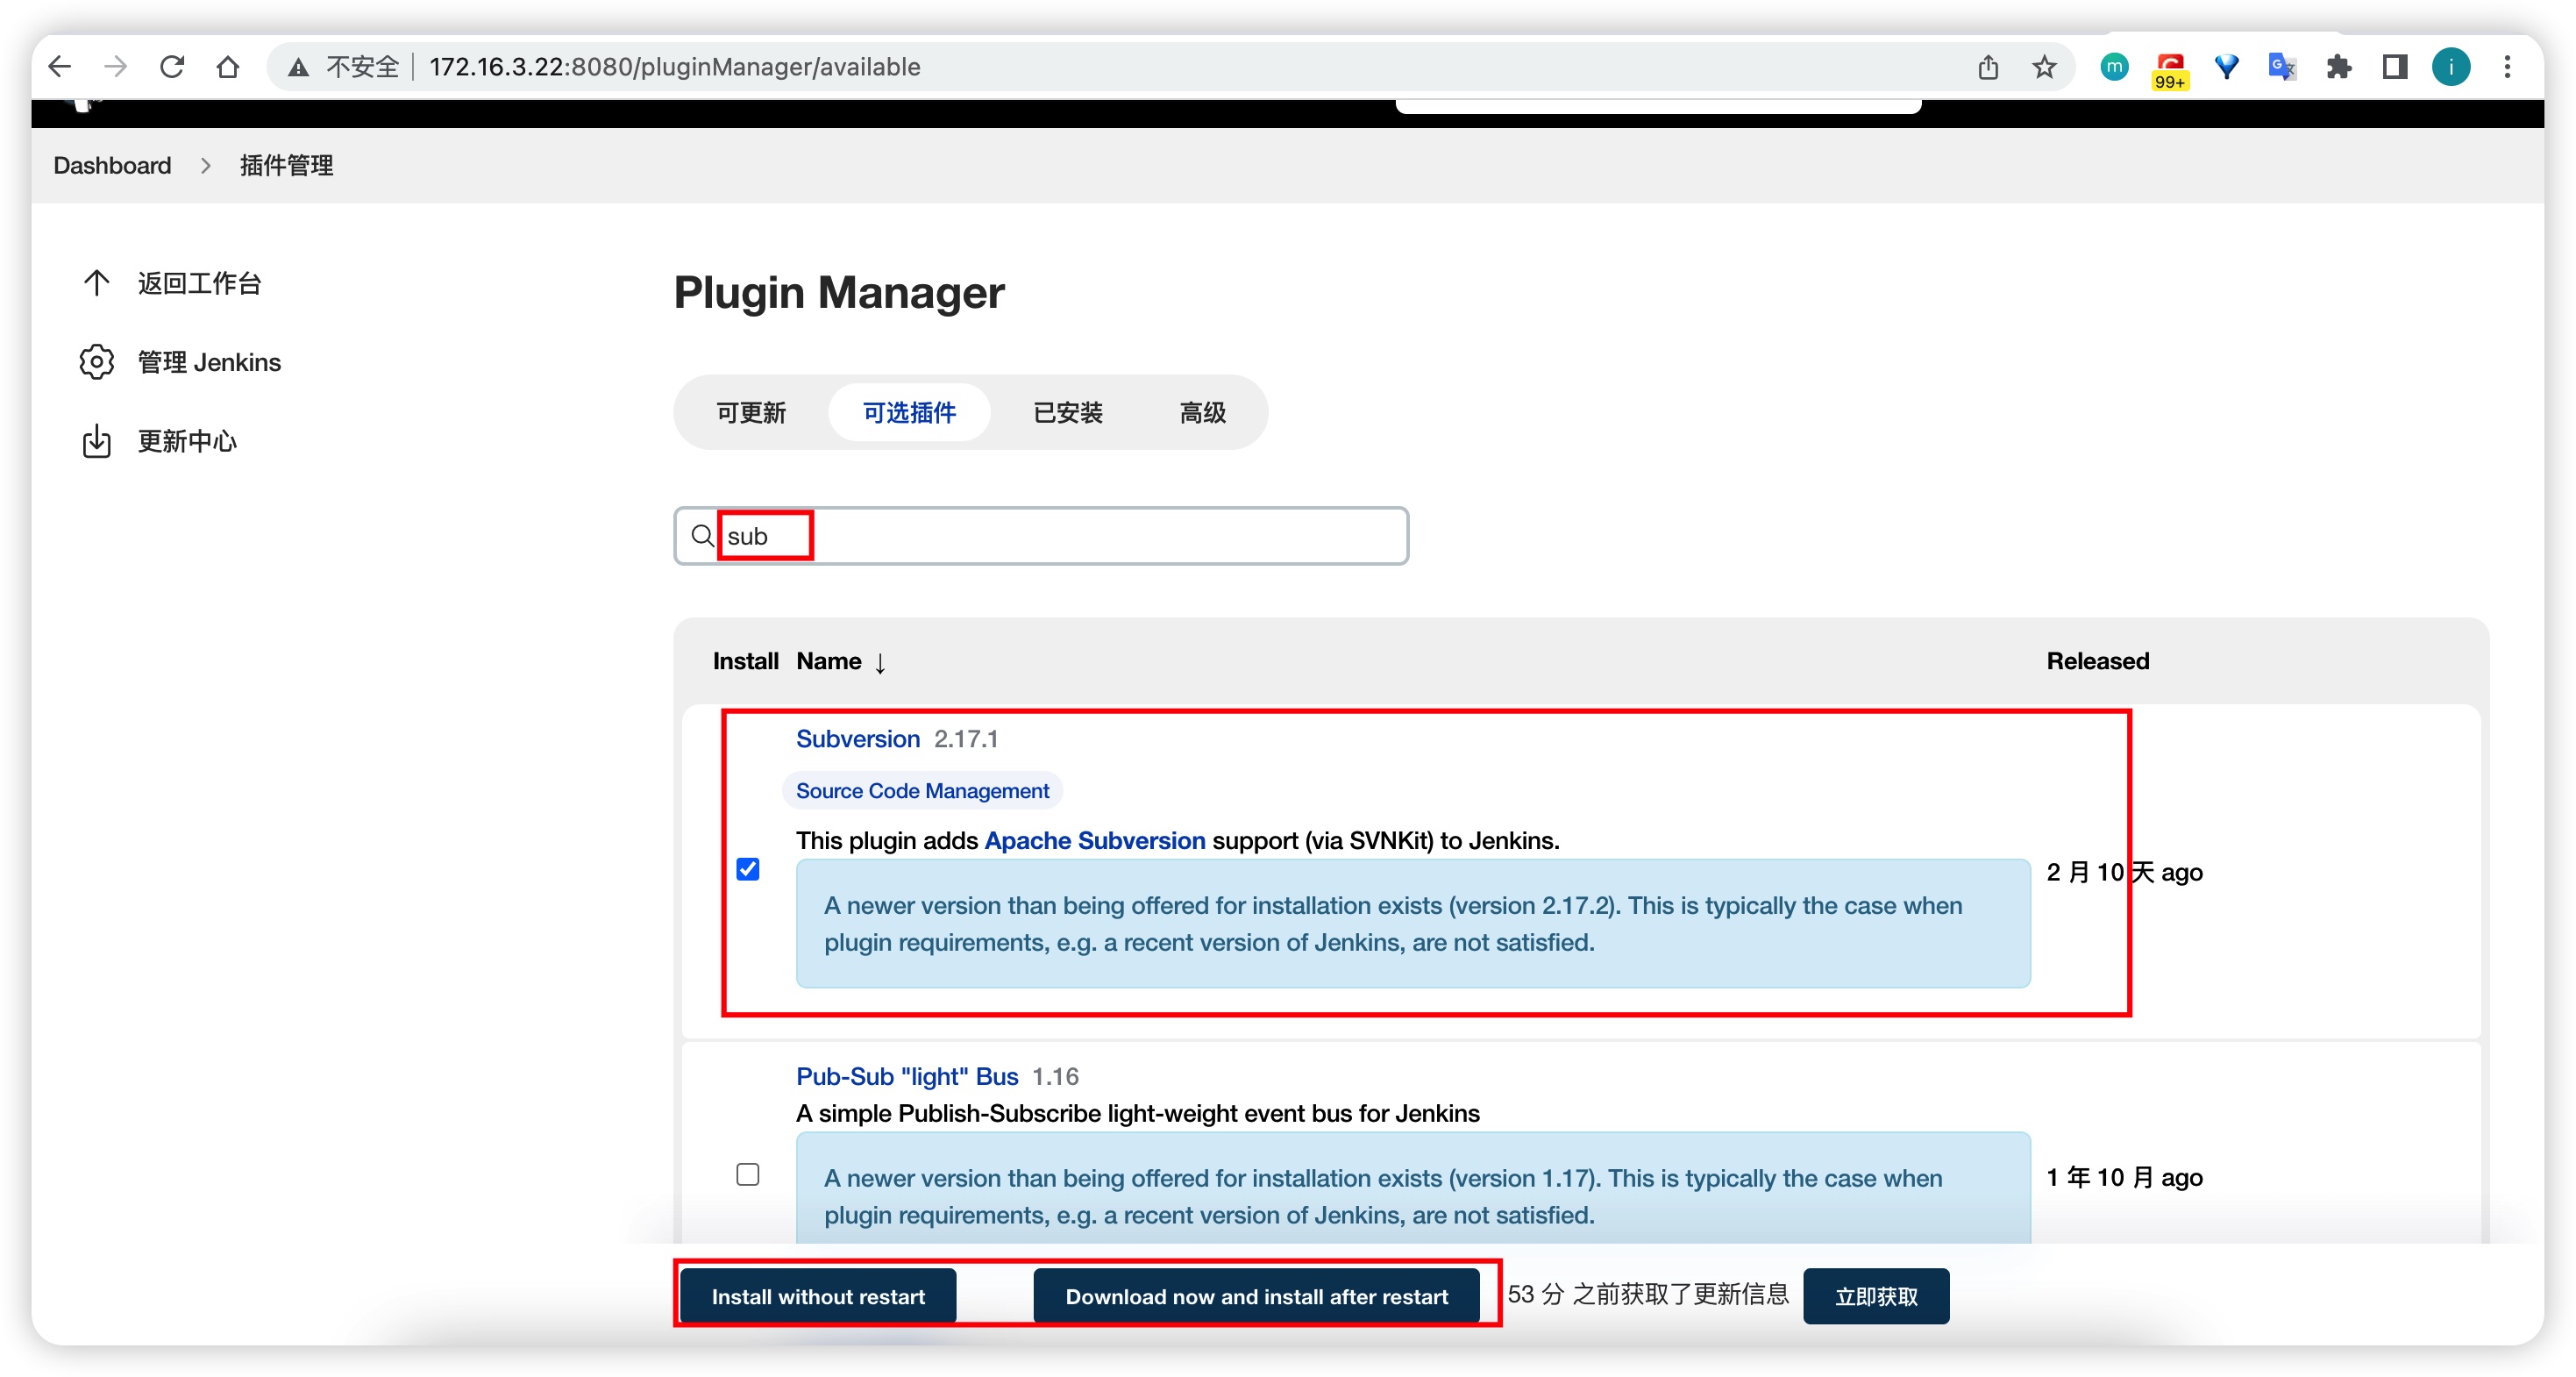 不安全 172.16.3.22:8080/pluginManager/available
m
99+
G文
i
Dashboard > 插件管理
返回工作台
管理 Jenkins
更新中心
Plugin Manager
可更新 可选插件 已安装 高级
sub
Install Name ↓ Released
Subversion 2.17.1
Source Code Management
This plugin adds Apache Subversion support (via SVNKit) to Jenkins.
A newer version than being offered for installation exists (version 2.17.2). This is typically the case when
plugin requirements, e.g. a recent version of Jenkins, are not satisfied.
2 月 10 天 ago
Pub-Sub "light" Bus 1.16
A simple Publish-Subscribe light-weight event bus for Jenkins
A newer version than being offered for installation exists (version 1.17). This is typically the case when
plugin requirements, e.g. a recent version of Jenkins, are not satisfied.
1 年 10 月 ago
Install without restart Download now and install after restart 53 分 之前获取了更新信息 立即获取